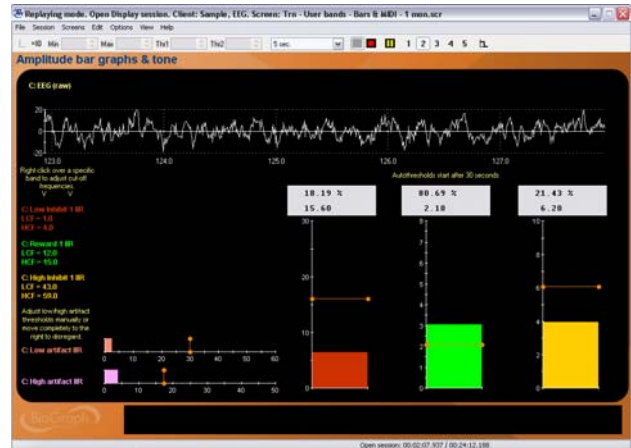 Replaying mode. Open Display session. Client: Sample, EEG. Screen: Trn - User bands - Bars & MIDI - 1 mon.scr
File Session Screens Edit Options View Help
=|0 Min Max Thr1 Thr2 5 sec. 1 2 3 4 5
Amplitude bar graphs & tone
C: EEG (raw)
20
0
-20
123.0 124.0 125.0 126.0 127.0
Right-click over a specific
band to adjust cut-off
frequencies.
V V
Autothresholds start after 30 seconds
18.19 % 80.69 % 21.43 %
15.60 2.10 6.20
C: Low Inhibit 1 IIR
LCF = 1.0
HCF = 4.0
C: Reward 1 IIR
LCF = 12.0
HCF = 15.0
C: High Inhibit 1 IIR
LCF = 43.0
HCF = 59.0
Adjust low/high artifact
thresholds manually or
move completely to the
right to disregard.
C: Low artifact IIR
0 10 20 30 40 50 60
C: High artifact IIR
0 10 20 30 40 50
30
20
10
0
8
7
6
5
4
3
2
1
0
10
8
6
4
2
0
BioGraph
Open session: 00:02:07.937 / 00:24:12.188